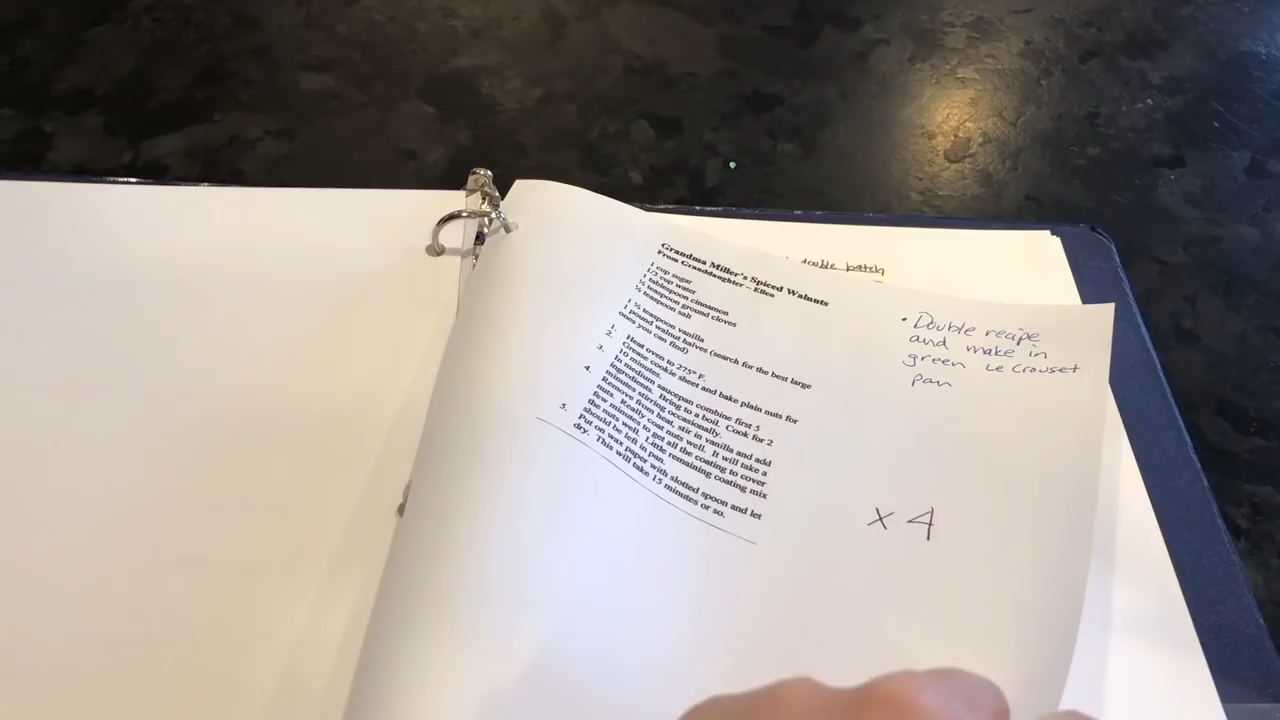 double batch
Grandma Miller's Spiced Walnuts
From Granddaughter – Ellen
1 cup sugar
1/3 cup water
1 tablespoon cinnamon
½ teaspoon ground cloves
½ teaspoon salt
1 ½ teaspoon vanilla
1 pound walnut halves (search for the best large
ones you can find)
1. Heat oven to 275° F.
2. Grease cookie sheet and bake plain nuts for
10 minutes.
3. In medium saucepan combine first 5
ingredients. Bring to a boil. Cook for 2
minutes stirring occasionally.
4. Remove from heat, stir in vanilla and add
nuts. Really coat nuts well. It will take a
few minutes to get all the coating to cover
the nuts well. Little remaining coating mix
should be left in pan.
5. Put on wax paper with slotted spoon and let
dry. This will take 15 minutes or so.
• Double recipe
and make in
green Le Crouset
pan
x 4